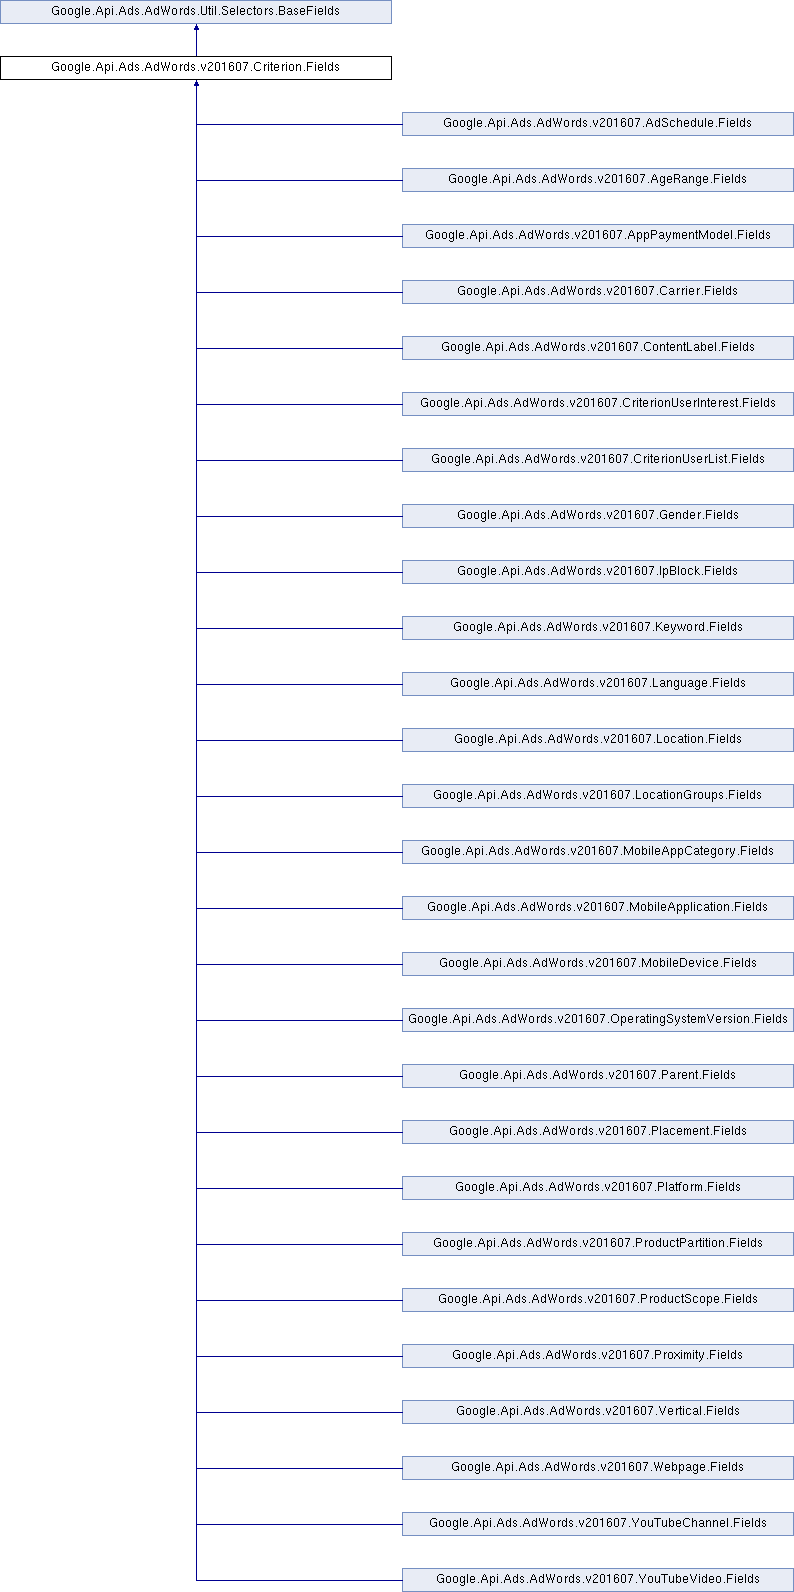 Google.Api.Ads.AdWords.Util.Selectors.BaseFields
Google.Api.Ads.AdWords.v201607.Criterion.Fields
Google.Api.Ads.AdWords.v201607.AdSchedule.Fields
Google.Api.Ads.AdWords.v201607.AgeRange.Fields
Google.Api.Ads.AdWords.v201607.AppPaymentModel.Fields
Google.Api.Ads.AdWords.v201607.Carrier.Fields
Google.Api.Ads.AdWords.v201607.ContentLabel.Fields
Google.Api.Ads.AdWords.v201607.CriterionUserInterest.Fields
Google.Api.Ads.AdWords.v201607.CriterionUserList.Fields
Google.Api.Ads.AdWords.v201607.Gender.Fields
Google.Api.Ads.AdWords.v201607.IpBlock.Fields
Google.Api.Ads.AdWords.v201607.Keyword.Fields
Google.Api.Ads.AdWords.v201607.Language.Fields
Google.Api.Ads.AdWords.v201607.Location.Fields
Google.Api.Ads.AdWords.v201607.LocationGroups.Fields
Google.Api.Ads.AdWords.v201607.MobileAppCategory.Fields
Google.Api.Ads.AdWords.v201607.MobileApplication.Fields
Google.Api.Ads.AdWords.v201607.MobileDevice.Fields
Google.Api.Ads.AdWords.v201607.OperatingSystemVersion.Fields
Google.Api.Ads.AdWords.v201607.Parent.Fields
Google.Api.Ads.AdWords.v201607.Placement.Fields
Google.Api.Ads.AdWords.v201607.Platform.Fields
Google.Api.Ads.AdWords.v201607.ProductPartition.Fields
Google.Api.Ads.AdWords.v201607.ProductScope.Fields
Google.Api.Ads.AdWords.v201607.Proximity.Fields
Google.Api.Ads.AdWords.v201607.Vertical.Fields
Google.Api.Ads.AdWords.v201607.Webpage.Fields
Google.Api.Ads.AdWords.v201607.YouTubeChannel.Fields
Google.Api.Ads.AdWords.v201607.YouTubeVideo.Fields